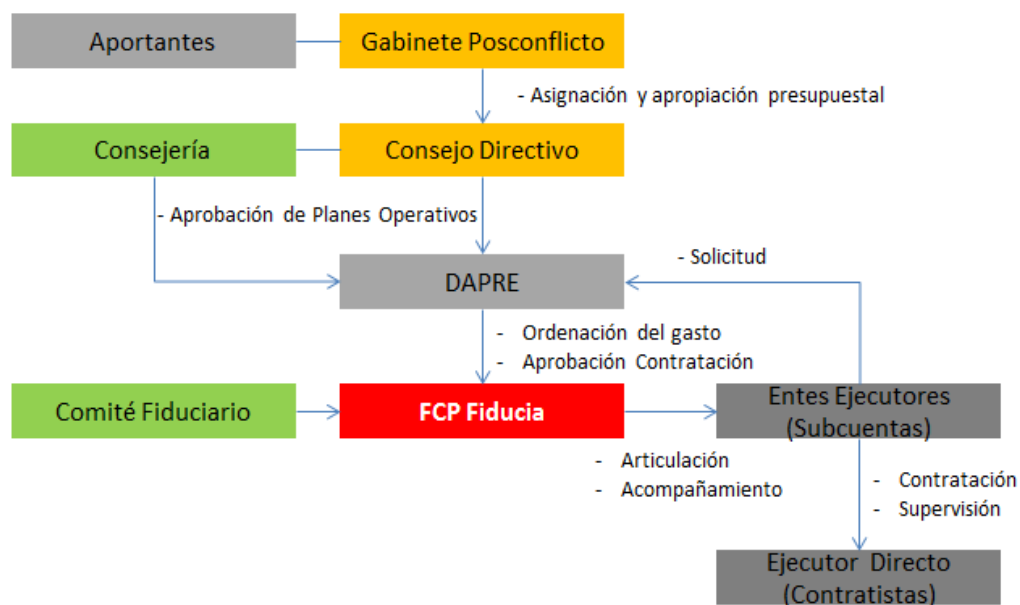 Aportantes
Gabinete Posconflicto
- Asignación y apropiación presupuestal
Consejería
Consejo Directivo
- Aprobación de Planes Operativos
- Solicitud
DAPRE
- Ordenación del gasto
- Aprobación Contratación
Comité Fiduciario
FCP Fiducia
Entes Ejecutores
(Subcuentas)
- Articulación
- Acompañamiento
- Contratación
- Supervisión
Ejecutor Directo
(Contratistas)